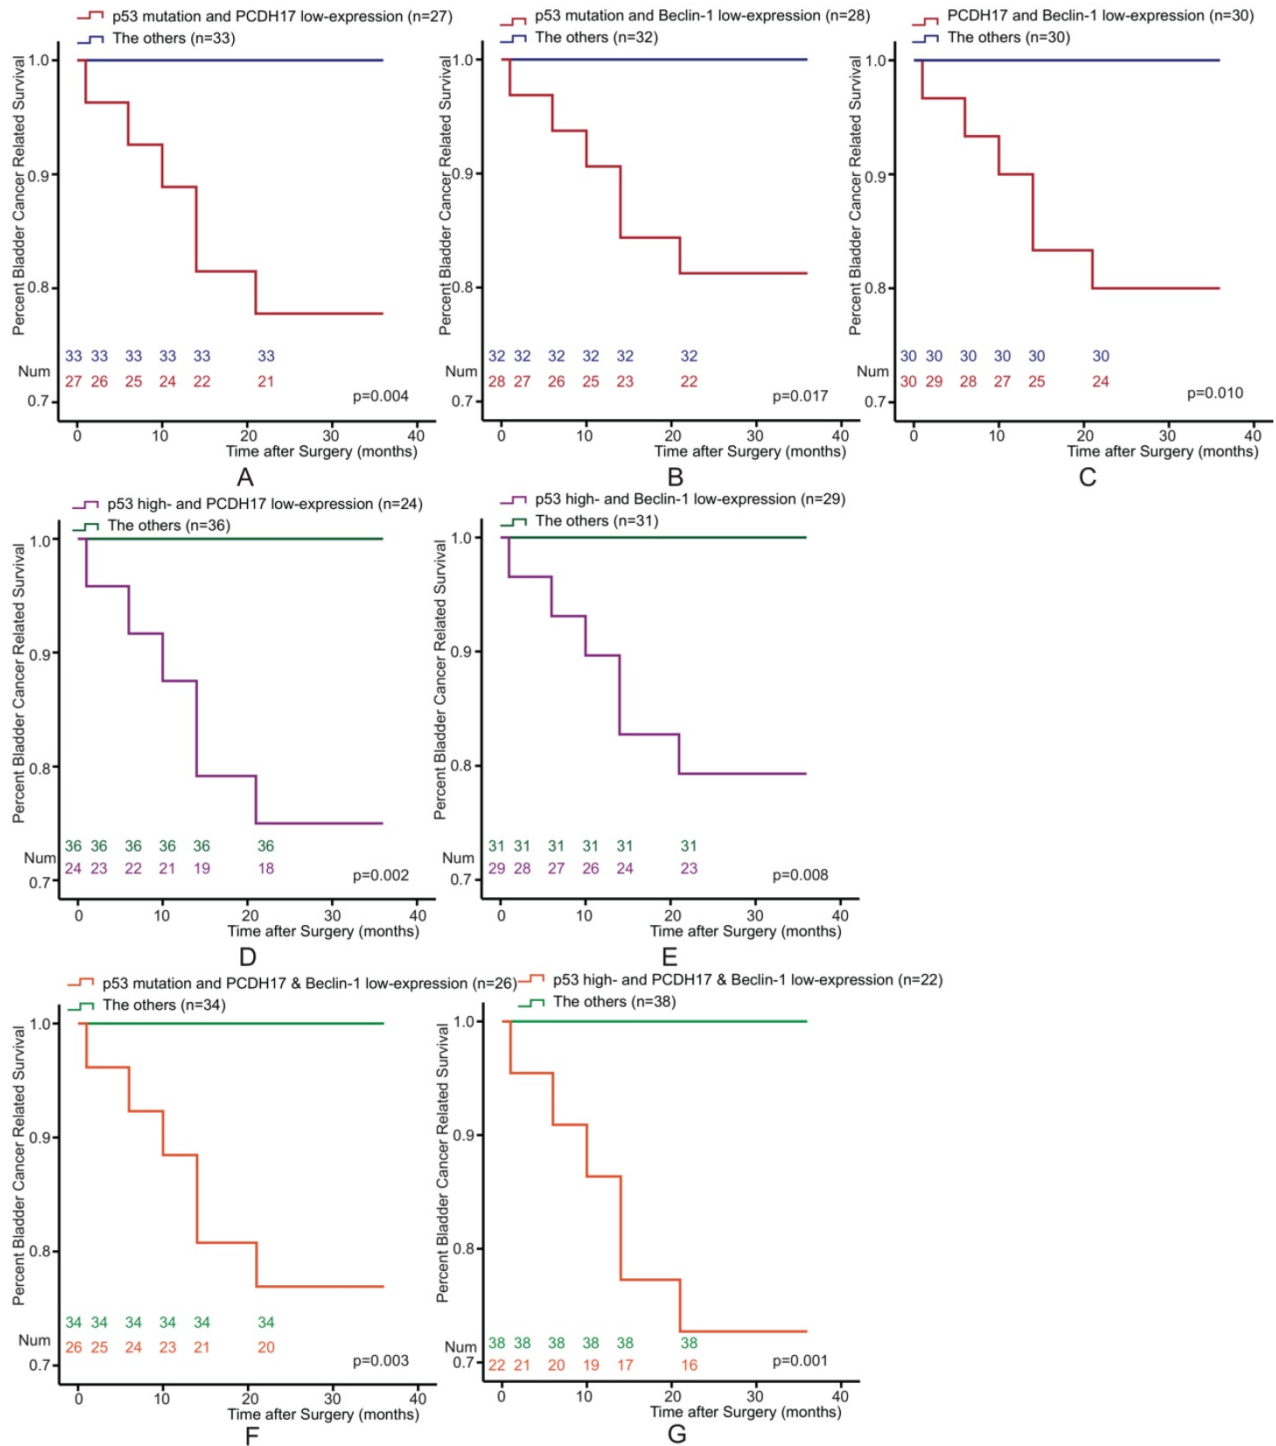 p53 mutation and PCDH17 low-expression (n=27)
The others (n=33)
Percent Bladder Cancer Related Survival
1.0
0.9
0.8
33 33 33 33 33 33
Num
27 26 25 24 22 21
0.7
p=0.004
0 10 20 30 40
Time after Surgery (months)
A
p53 mutation and Beclin-1 low-expression (n=28)
The others (n=32)
Percent Bladder Cancer Related Survival
1.0
0.9
0.8
32 32 32 32 32 32
Num
28 27 26 25 23 22
0.7
p=0.017
0 10 20 30 40
Time after Surgery (months)
B
PCDH17 and Beclin-1 low-expression (n=30)
The others (n=30)
Percent Bladder Cancer Related Survival
1.0
0.9
0.8
30 30 30 30 30 30
Num
30 29 28 27 25 24
0.7
p=0.010
0 10 20 30 40
Time after Surgery (months)
C
p53 high- and PCDH17 low-expression (n=24)
The others (n=36)
Percent Bladder Cancer Related Survival
1.0
0.9
0.8
36 36 36 36 36 36
Num
24 23 22 21 19 18
0.7
p=0.002
0 10 20 30 40
Time after Surgery (months)
D
p53 high- and Beclin-1 low-expression (n=29)
The others (n=31)
Percent Bladder Cancer Related Survival
1.0
0.9
0.8
31 31 31 31 31 31
Num
29 28 27 26 24 23
0.7
p=0.008
0 10 20 30 40
Time after Surgery (months)
E
p53 mutation and PCDH17 & Beclin-1 low-expression (n=26)
The others (n=34)
Percent Bladder Cancer Related Survival
1.0
0.9
0.8
34 34 34 34 34 34
Num
26 25 24 23 21 20
0.7
p=0.003
0 10 20 30 40
Time after Surgery (months)
F
p53 high- and PCDH17 & Beclin-1 low-expression (n=22)
The others (n=38)
Percent Bladder Cancer Related Survival
1.0
0.9
0.8
38 38 38 38 38 38
Num
22 21 20 19 17 16
0.7
p=0.001
0 10 20 30 40
Time after Surgery (months)
G